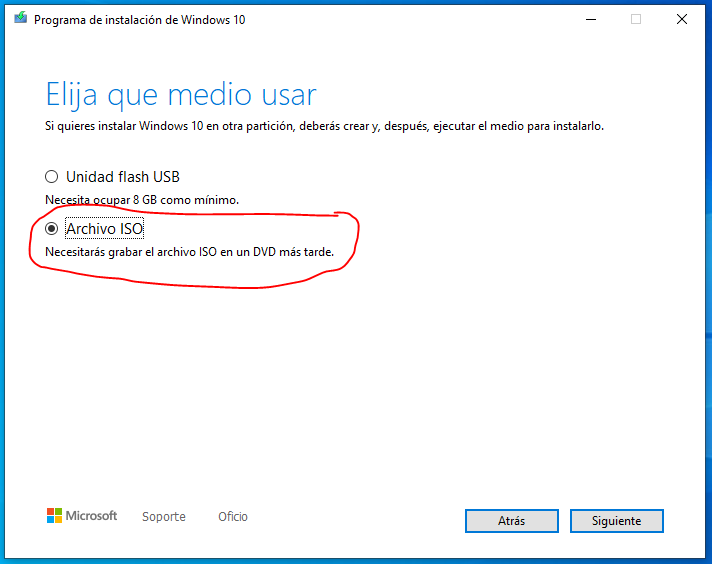 Programa de instalación de Windows 10
Elija que medio usar
Si quieres instalar Windows 10 en otra partición, deberás crear y, después, ejecutar el medio para instalarlo.
Unidad flash USB
Necesita ocupar 8 GB como mínimo.
Archivo ISO
Necesitarás grabar el archivo ISO en un DVD más tarde.
Microsoft Soporte Oficio Atrás Siguiente